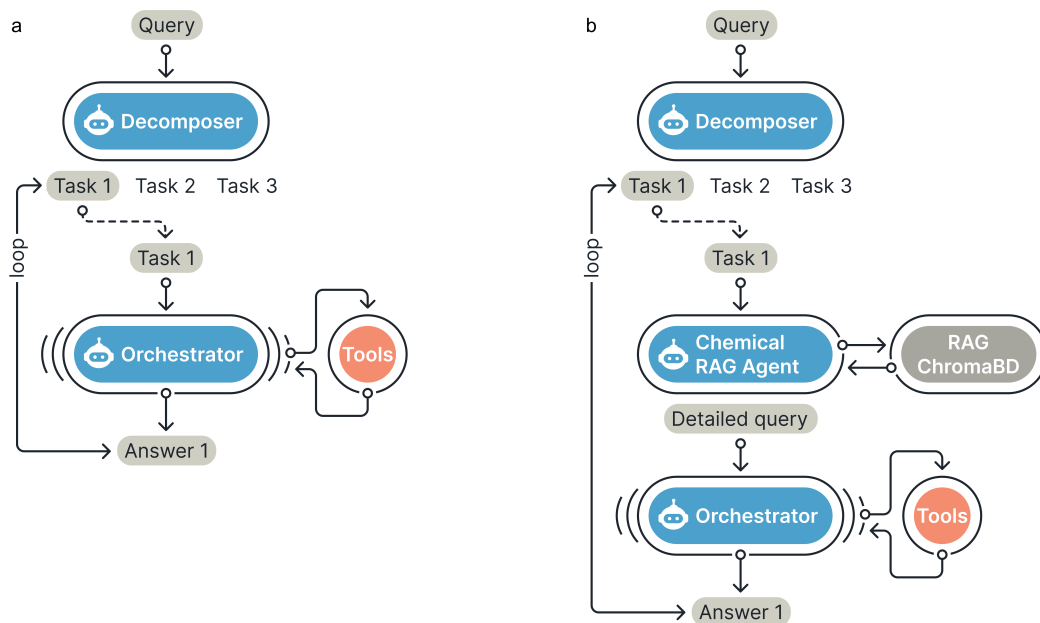 a
Query
Decomposer
Task 1 Task 2 Task 3
loop
Task 1
Orchestrator
Tools
Answer 1
b
Query
Decomposer
Task 1 Task 2 Task 3
loop
Task 1
Chemical
RAG Agent
RAG
ChromaBD
Detailed query
Orchestrator
Tools
Answer 1